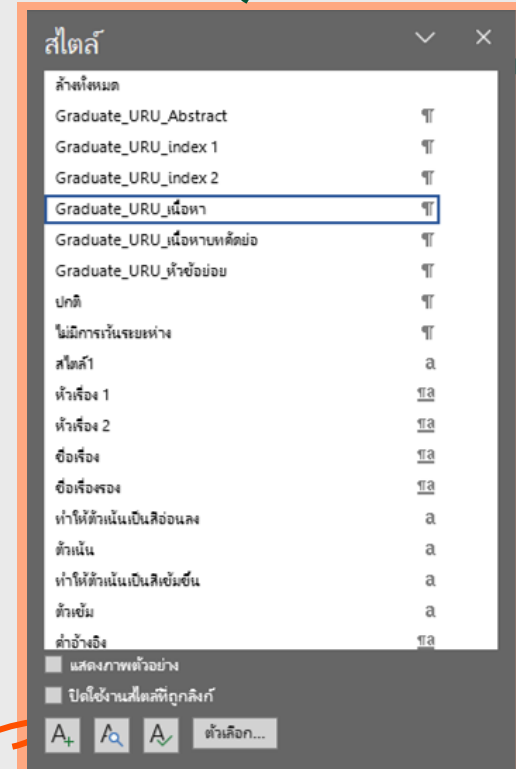 สไตล์
ล้างทั้งหมด
Graduate_URU_Abstract ¶
Graduate_URU_index 1 ¶
Graduate_URU_index 2 ¶
Graduate_URU_เนื้อหา ¶
Graduate_URU_เนื้อหาบทคัดย่อ ¶
Graduate_URU_หัวข้อย่อย ¶
ปกติ ¶
ไม่มีการเว้นระยะห่าง ¶
สไตล์1 a
หัวเรื่อง 1 ¶a
หัวเรื่อง 2 ¶a
ชื่อเรื่อง ¶a
ชื่อเรื่องรอง ¶a
ทำให้ตัวเน้นเป็นสีอ่อนลง a
ตัวเน้น a
ทำให้ตัวเน้นเป็นสีเข้มขึ้น a
ตัวเข้ม a
คำอ้างอิง ¶a
แสดงภาพตัวอย่าง
ปิดใช้งานสไตล์ที่ถูกลิงก์
ตัวเลือก...